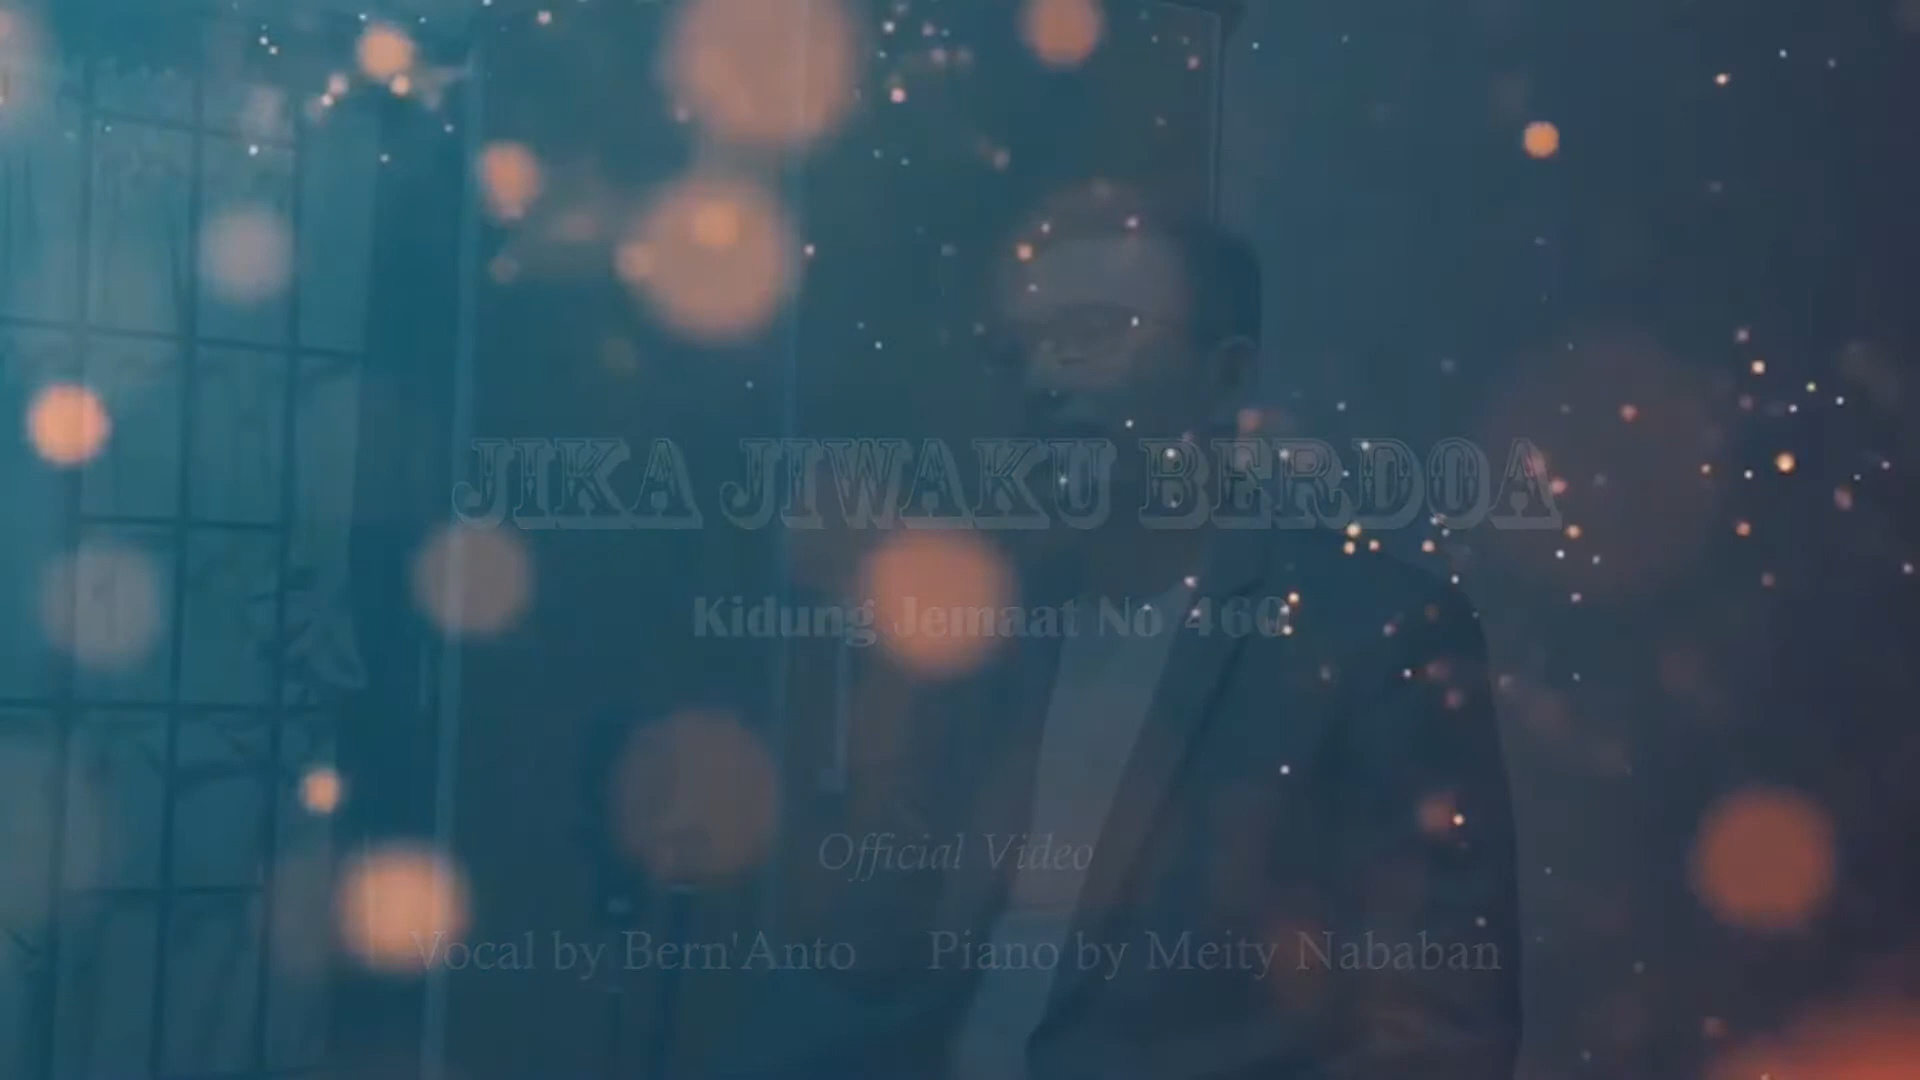 JIKA JIWAKU BERDOA
Kidung Jemaat No 460
Official Video
Vocal by Bern'Anto Piano by Meity Nababan